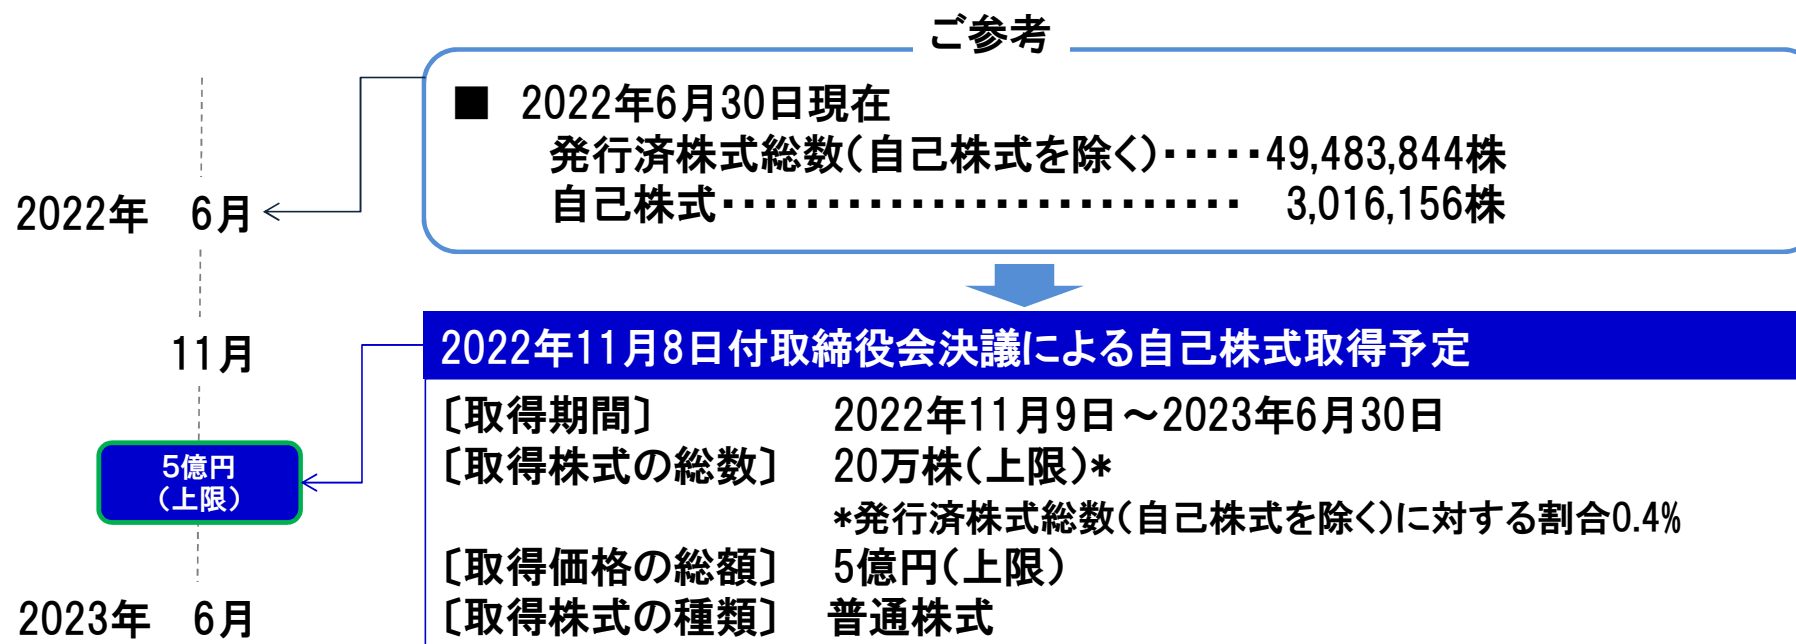 ご参考
■ 2022年6月30日現在
発行済株式総数(自己株式を除く)・・・・・49,483,844株
自己株式・・・・・・・・・・・・・・・・・・・・・・・・・ 3,016,156株
2022年 6月
11月
2022年11月8日付取締役会決議による自己株式取得予定
〔取得期間〕 2022年11月9日～2023年6月30日
〔取得株式の総数〕 20万株(上限)*
*発行済株式総数(自己株式を除く)に対する割合0.4%
〔取得価格の総額〕 5億円(上限)
〔取得株式の種類〕 普通株式
5億円
(上限)
2023年 6月